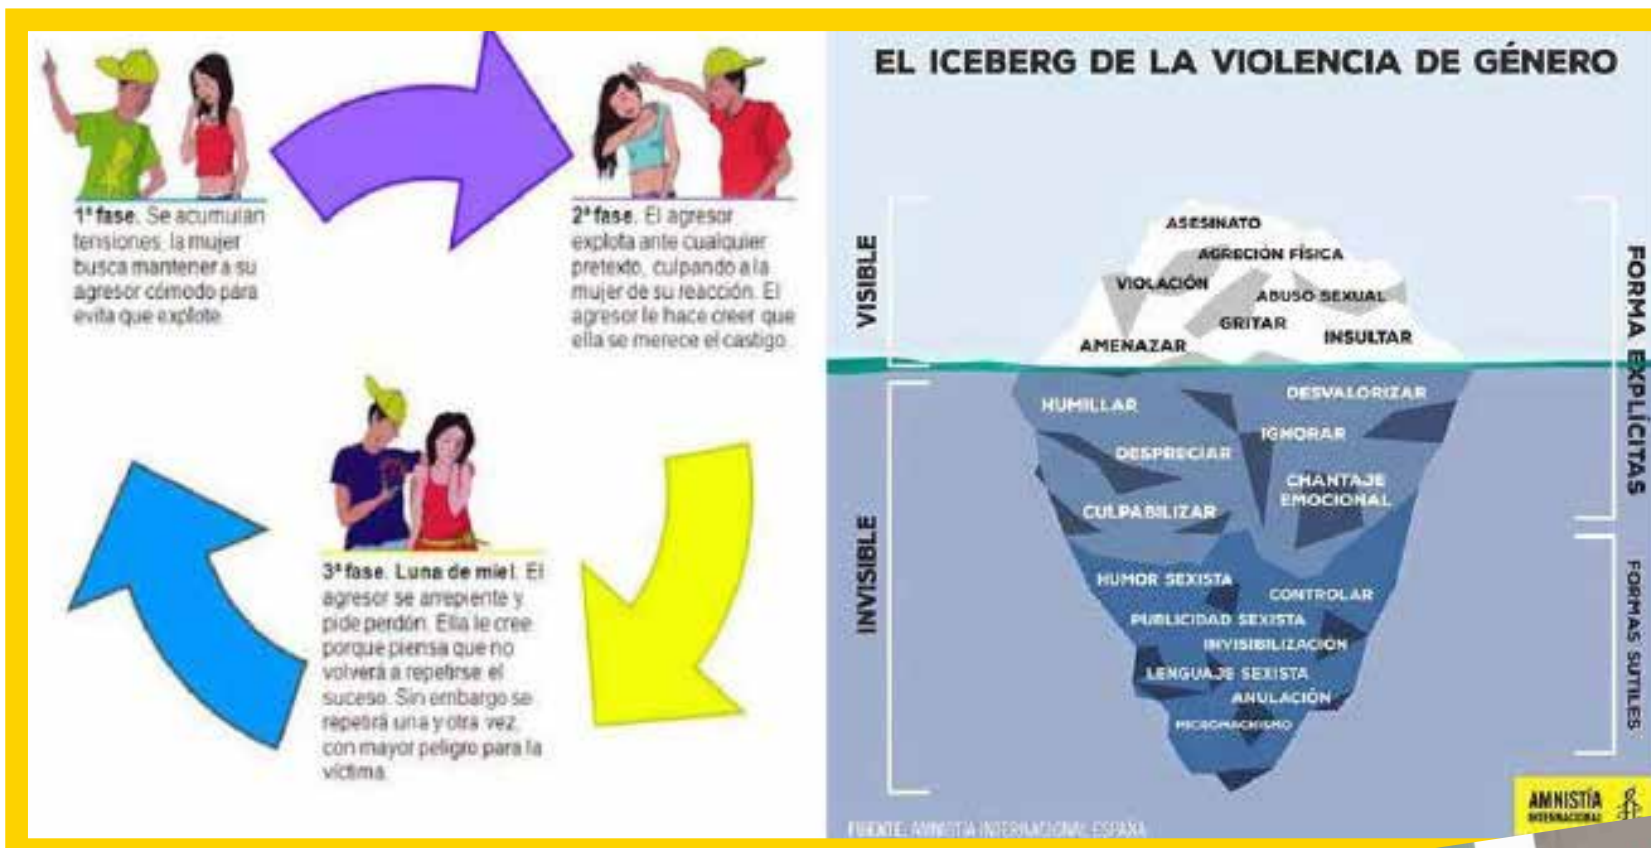 1ª fase. Se acumulan
tensiones, la mujer
busca mantener a su
agresor cómodo para
evita que explote.
2ª fase. El agresor
explota ante cualquier
pretexto, culpando a la
mujer de su reacción. El
agresor le hace creer que
ella se merece el castigo.
3ª fase. Luna de miel. El
agresor se arrepiente y
pide perdón. Ella le cree
porque piensa que no
volverá a repetirse el
suceso. Sin embargo se
repetirá una y otra vez,
con mayor peligro para la
víctima.
EL ICEBERG DE LA VIOLENCIA DE GÉNERO
VISIBLE
ASESINATO
AGRECIÓN FÍSICA
VIOLACIÓN
ABUSO SEXUAL
GRITAR
INSULTAR
AMENAZAR
FORMA EXPLÍCITAS
INVISIBLE
HUMILLAR
DESVALORIZAR
IGNORAR
DESPRECIAR
CHANTAJE
EMOCIONAL
CULPABILIZAR
HUMOR SEXISTA
CONTROLAR
PUBLICIDAD SEXISTA
INVISIBILIZACIÓN
LENGUAJE SEXISTA
ANULACIÓN
MICROMACHISMO
FORMAS SUTILES
FUENTE: AMNISTÍA INTERNACIONAL ESPAÑA
AMNISTÍA
INTERNACIONAL